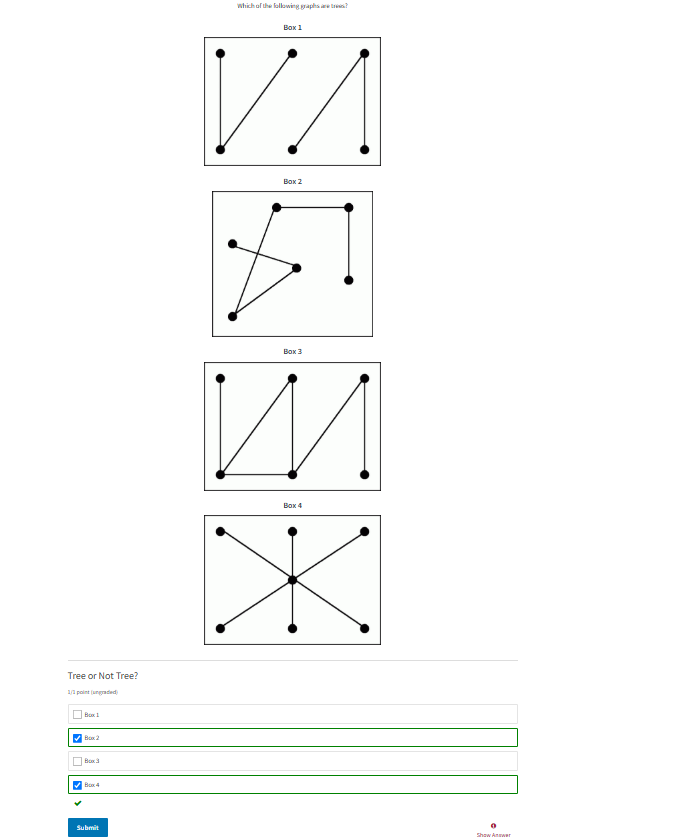 Which of the following graphs are trees?
Box 1
Box 2
Box 3
Box 4
Tree or Not Tree?
1/1 point (ungraded)
Box 1
Box 2
Box 3
Box 4
Submit
Show Answer